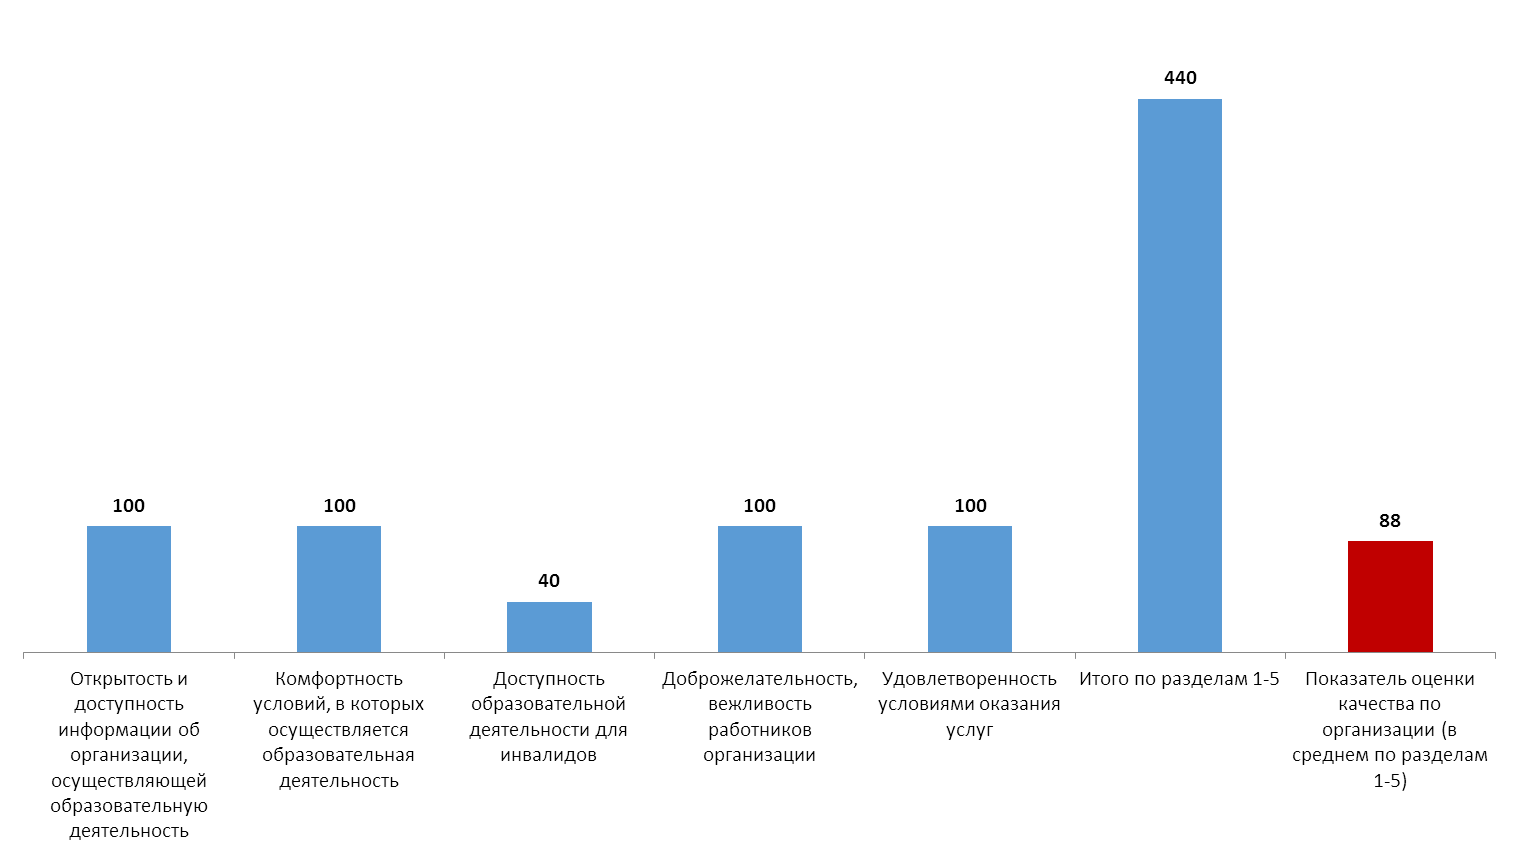 440
100
100
40
100
100
88
Открытость и
доступность
информации об
организации,
осуществляющей
образовательную
деятельность
Комфортность
условий, в которых
осуществляется
образовательная
деятельность
Доступность
образовательной
деятельности для
инвалидов
Доброжелательность,
вежливость
работников
организации
Удовлетворенность
условиями оказания
услуг
Итого по разделам 1-5
Показатель оценки
качества по
организации (в
среднем по разделам
1-5)